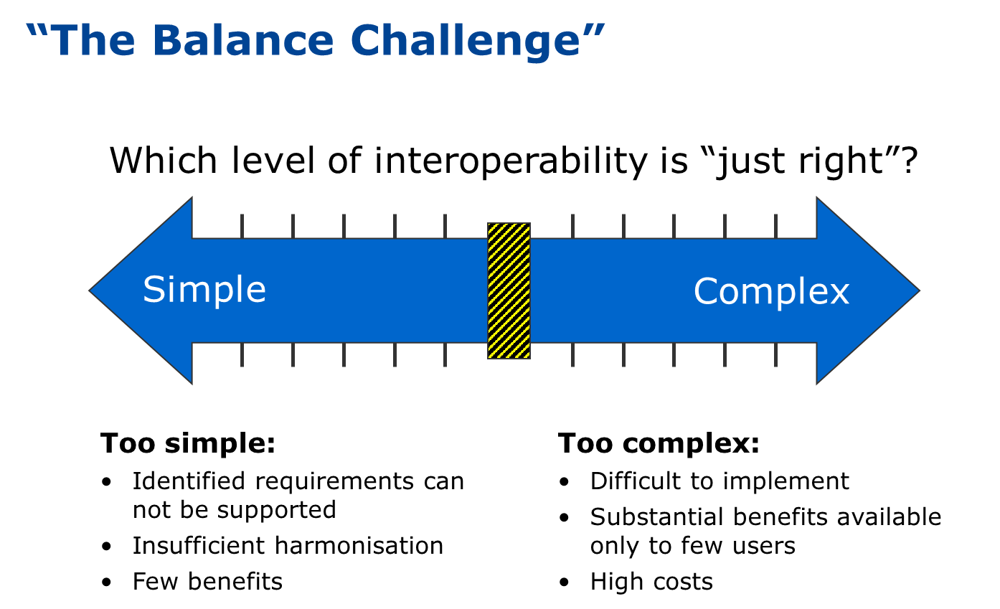 “The Balance Challenge”
Which level of interoperability is “just right”?
Simple
Complex
Too simple:
• Identified requirements can
not be supported
• Insufficient harmonisation
• Few benefits
Too complex:
• Difficult to implement
• Substantial benefits available
only to few users
• High costs